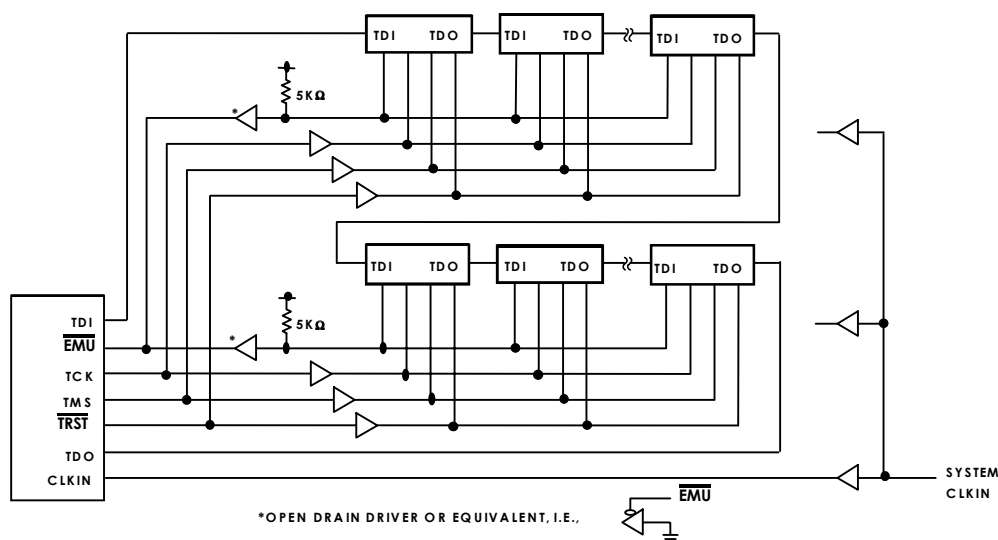 TDI TDO TDI TDO TDI TDO
5KΩ
*
TDI TDO TDI TDO TDI TDO
5KΩ
*
TDI
EMU
TCK
TMS
TRST
TDO
CLKIN
SYSTEM
CLKIN
EMU
*OPEN DRAIN DRIVER OR EQUIVALENT, I.E.,